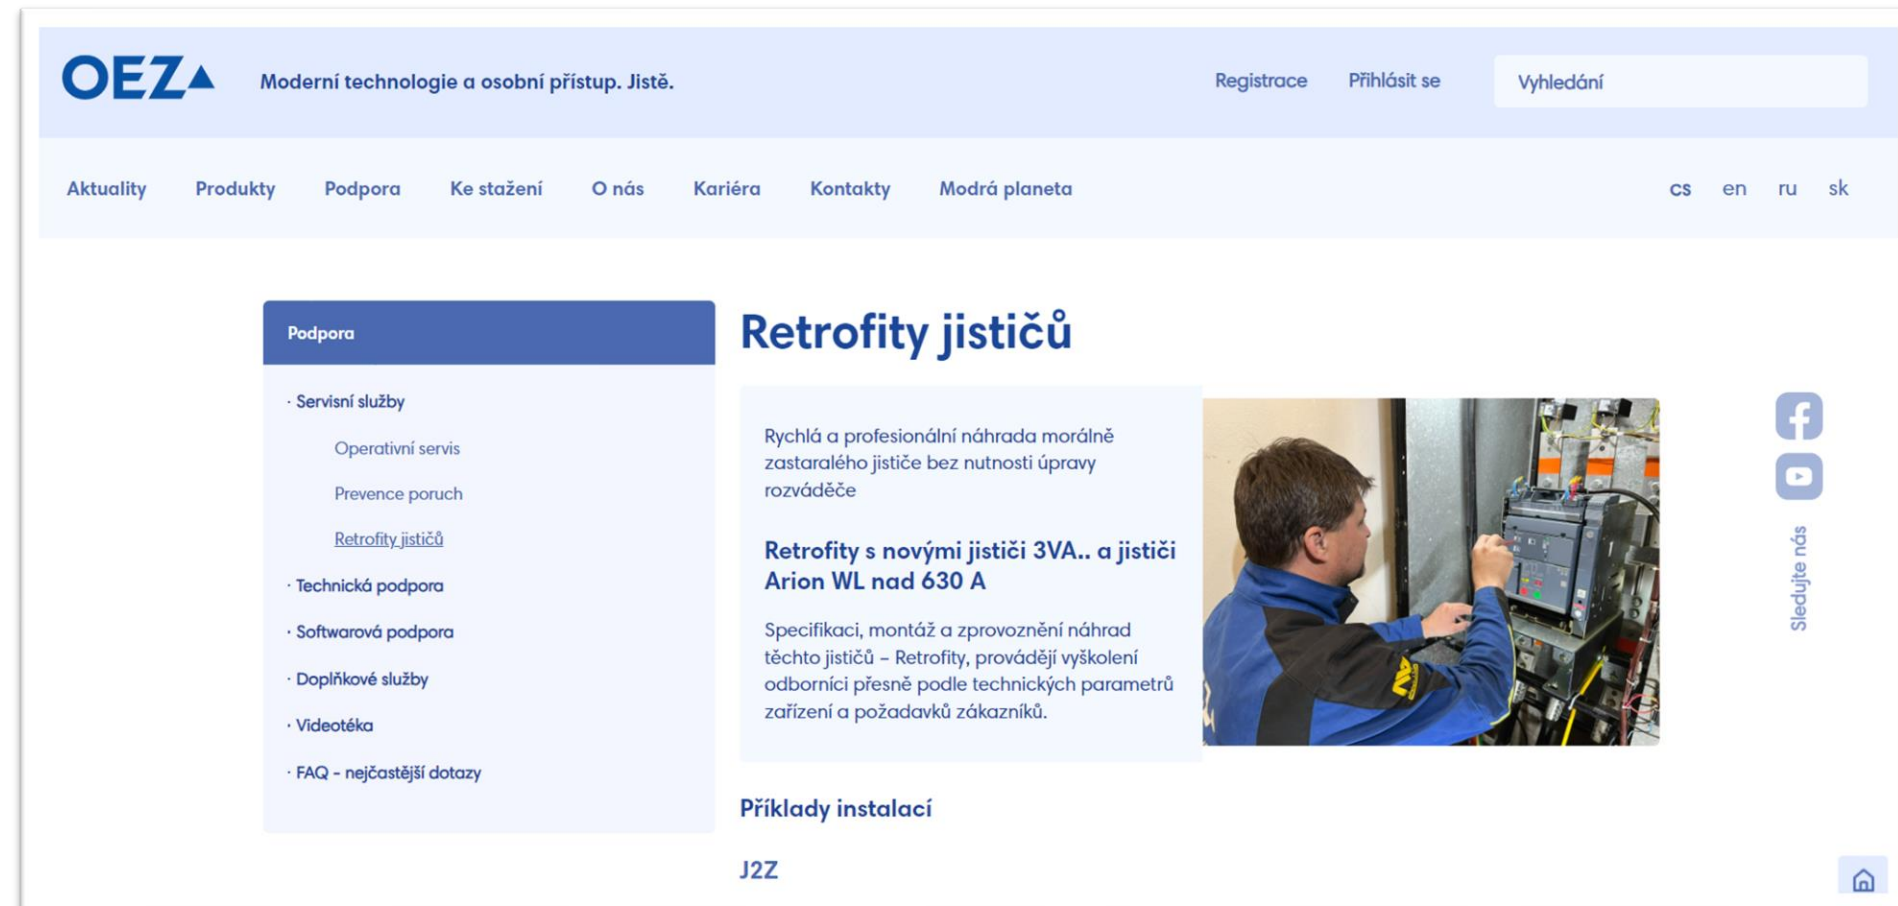 OEZ
Moderní technologie a osobní přístup. Jistě.
Registrace
Přihlásit se
Vyhledání
Aktuality
Produkty
Podpora
Ke stažení
O nás
Kariéra
Kontakty
Modrá planeta
cs
en
ru
sk
Podpora
· Servisní služby
Operativní servis
Prevence poruch
Retrofity jističů
· Technická podpora
· Softwarová podpora
· Doplňkové služby
· Videotéka
· FAQ - nejčastější dotazy
Retrofity jističů
Rychlá a profesionální náhrada morálně
zastaralého jističe bez nutnosti úpravy
rozváděče
Retrofity s novými jističi 3VA.. a jističi
Arion WL nad 630 A
Specifikaci, montáž a zprovoznění náhrad
těchto jističů – Retrofity, provádějí vyškolení
odborníci přesně podle technických parametrů
zařízení a požadavků zákazníků.
Příklady instalací
J2Z
Sledujte nás